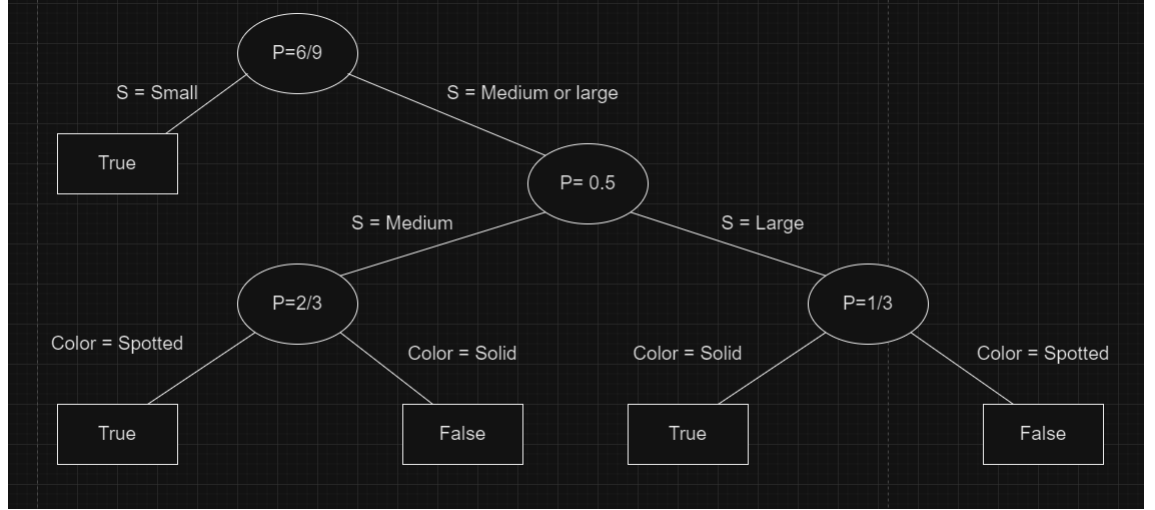 P=6/9
S = Small
S = Medium or large
True
P= 0.5
S = Medium
S = Large
P=2/3
P=1/3
Color = Spotted
Color = Solid
Color = Solid
Color = Spotted
True
False
True
False